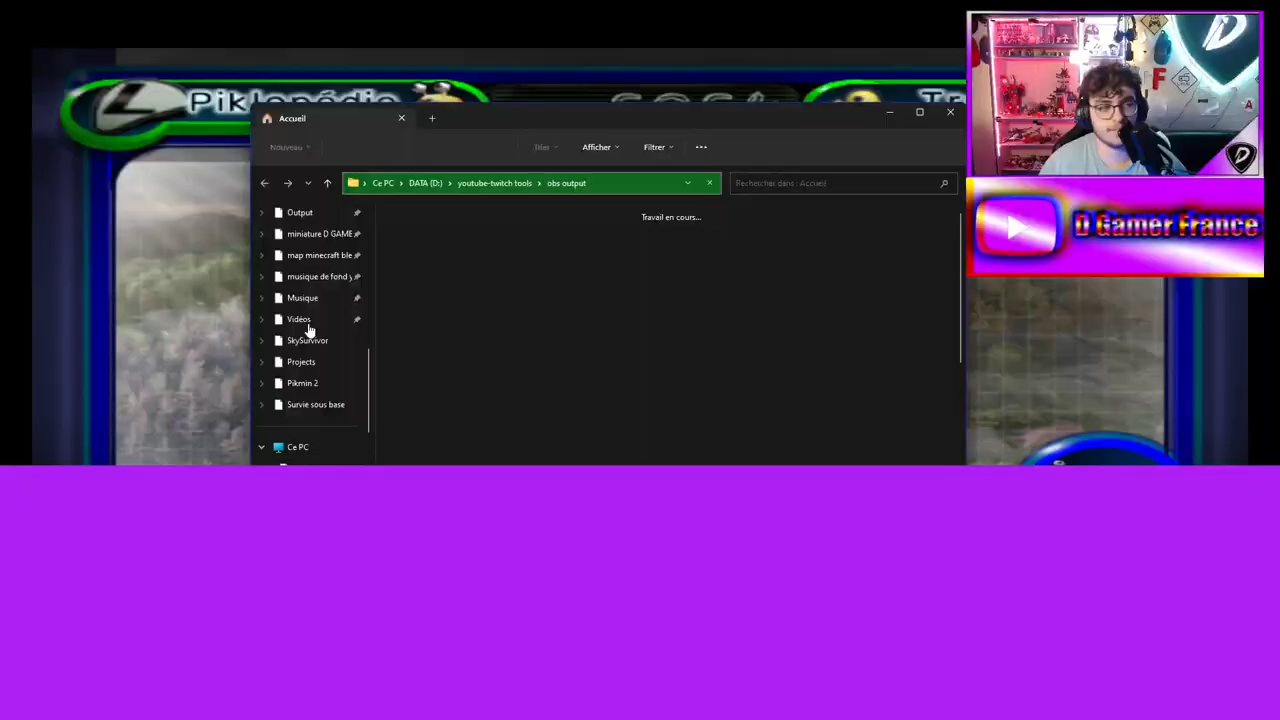 Piklopédie
Accueil
Nouveau
Trier
Afficher
Filtrer
Ce PC > DATA (D:) > youtube-twitch tools > obs output
Rechercher dans : Accueil
Output
Travail en cours...
miniature D GAME
map minecraft ble
musique de fond y
Musique
Vidéos
SkySurvivor
Projects
Pikmin 2
Survie sous base
Ce PC
D Gamer France